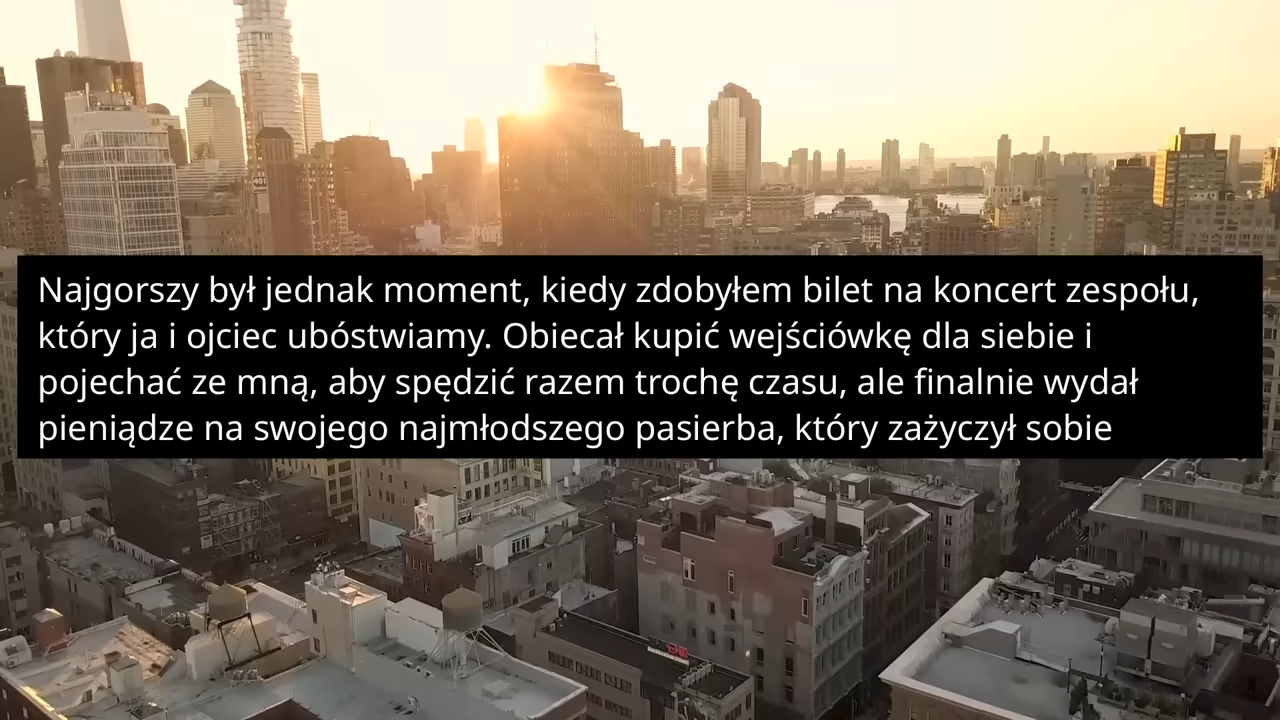 401
Najgorszy był jednak moment, kiedy zdobyłem bilet na koncert zespołu,
który ja i ojciec ubóstwiamy. Obiecał kupić wejściówkę dla siebie i
pojechać ze mną, aby spędzić razem trochę czasu, ale finalnie wydał
pieniądze na swojego najmłodszego pasierba, który zażyczył sobie